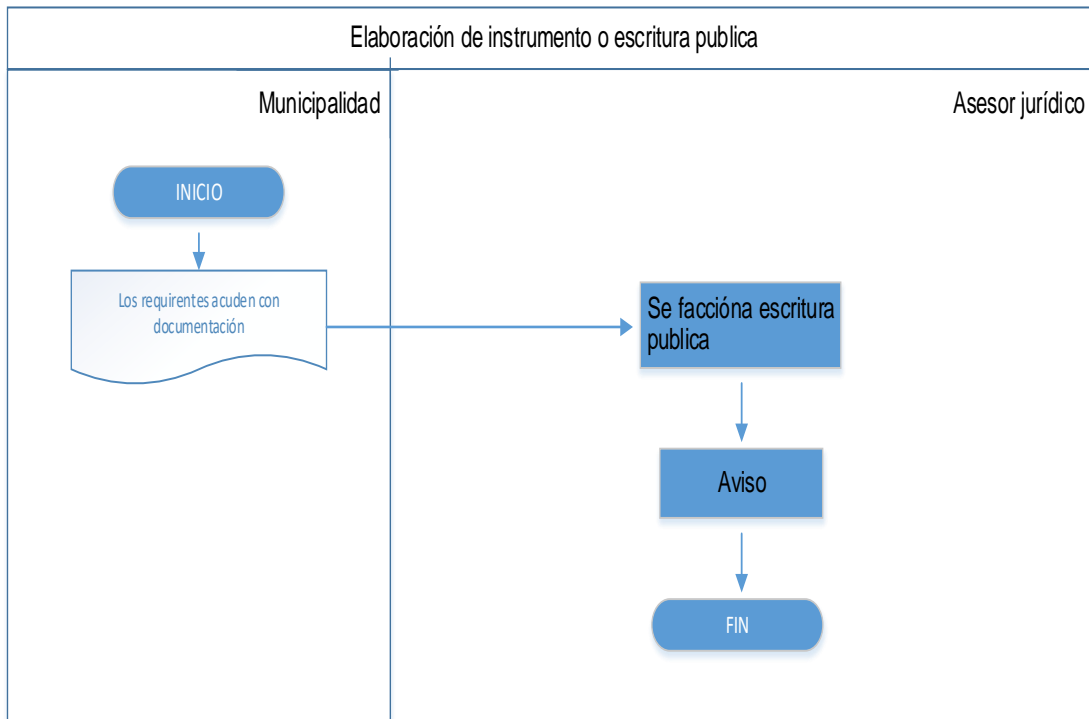 Elaboración de instrumento o escritura publica
Municipalidad
Asesor jurídico
INICIO
Los requirentes acuden con
documentación
Se faccióna escritura
publica
Aviso
FIN